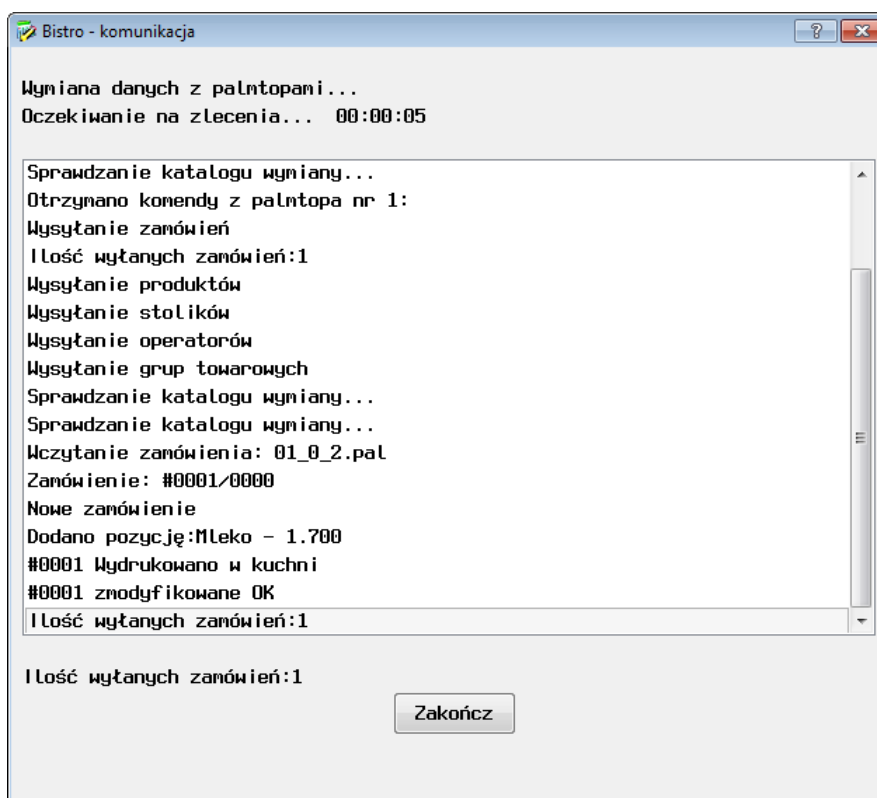 Bistro - komunikacja
Wymiana danych z palmtopami...
Oczekiwanie na zlecenia... 00:00:05
Sprawdzanie katalogu wymiany...
Otrzymano komendy z palmtopa nr 1:
Wysyłanie zamówień
Ilość wyłanych zamówień:1
Wysyłanie produktów
Wysyłanie stolików
Wysyłanie operatorów
Wysyłanie grup towarowych
Sprawdzanie katalogu wymiany...
Sprawdzanie katalogu wymiany...
Wczytanie zamówienia: 01_0_2.pal
Zamówienie: #0001/0000
Nowe zamówienie
Dodano pozycję:Mleko - 1.700
#0001 Wydrukowano w kuchni
#0001 zmodyfikowane OK
Ilość wyłanych zamówień:1
Ilość wyłanych zamówień:1
Zakończ